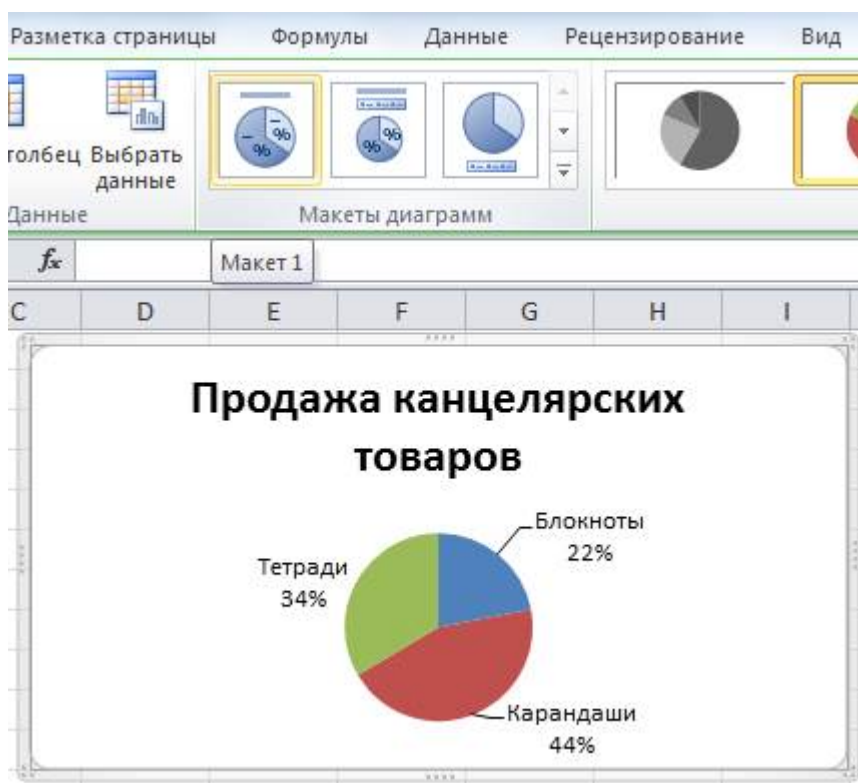 Разметка страницы Формулы Данные Рецензирование Вид
толбец Выбрать
данные
Данные Макеты диаграмм
fx Макет 1
C D E F G H I
Продажа канцелярских
товаров
Блокноты
22%
Тетради
34%
Карандаши
44%